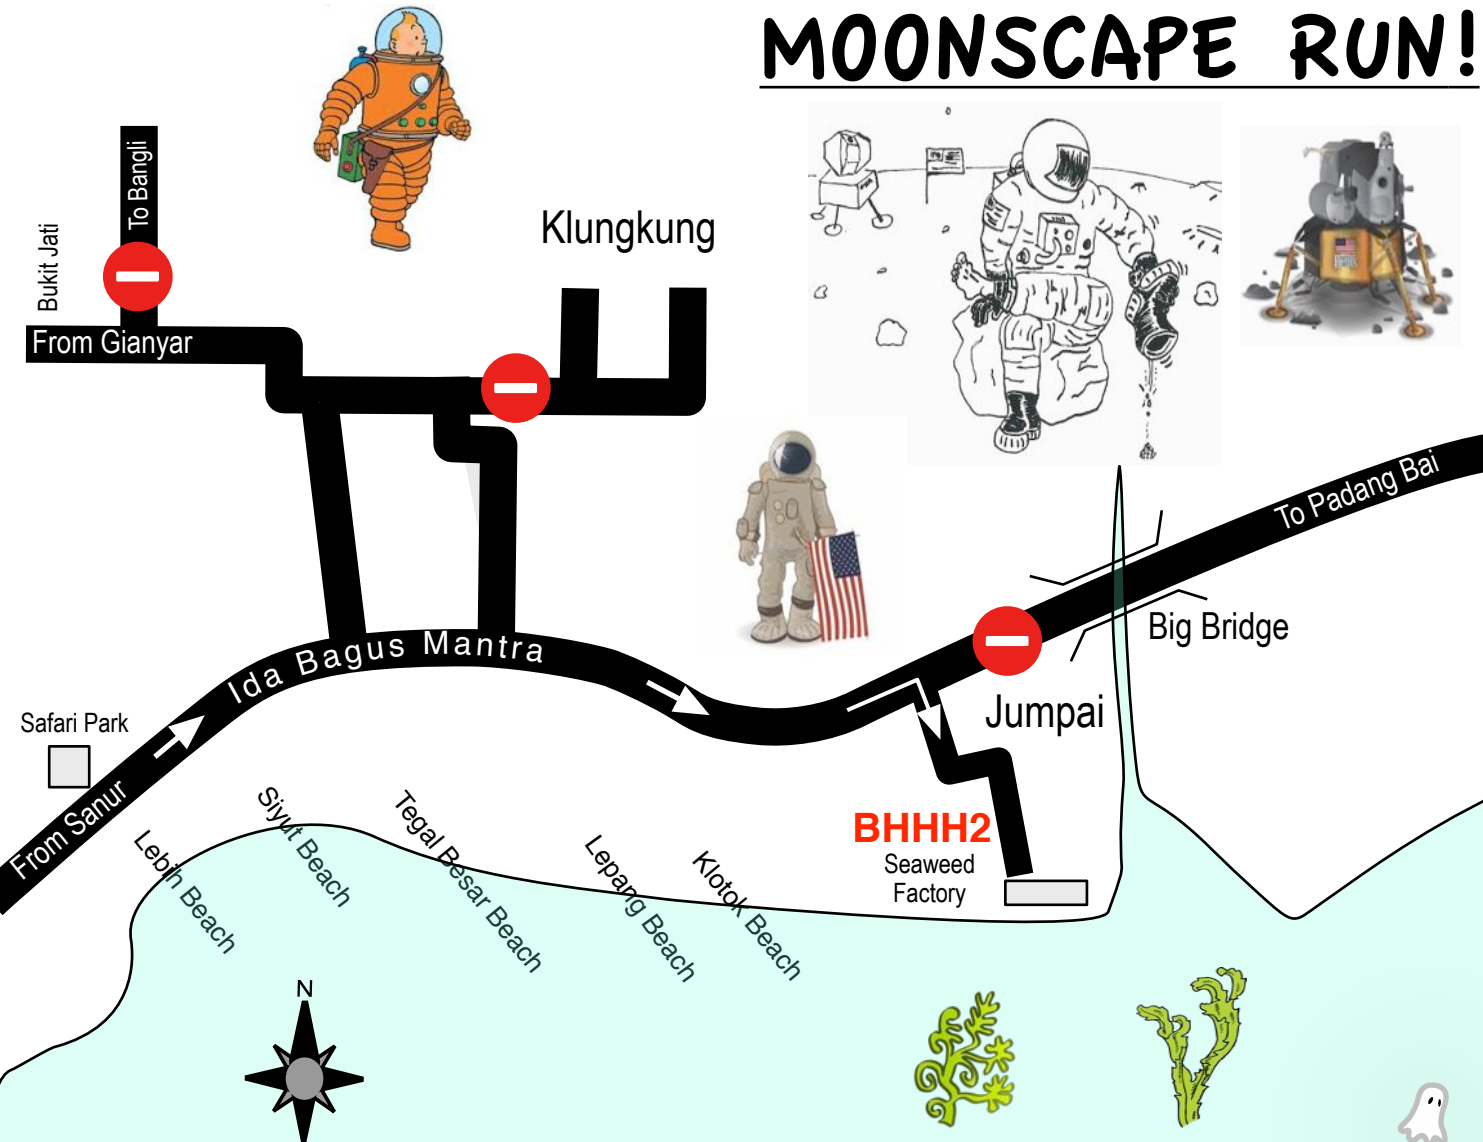 MOONSCAPE RUN!
To Bangli
Bukit Jati
Klungkung
From Gianyar
To Padang Bai
Big Bridge
Ida Bagus Mantra
Jumpai
Safari Park
From Sanur
Lebih Beach
Siyut Beach
Tegal Besar Beach
Lepang Beach
Klotok Beach
BHHH2
Seaweed
Factory
N